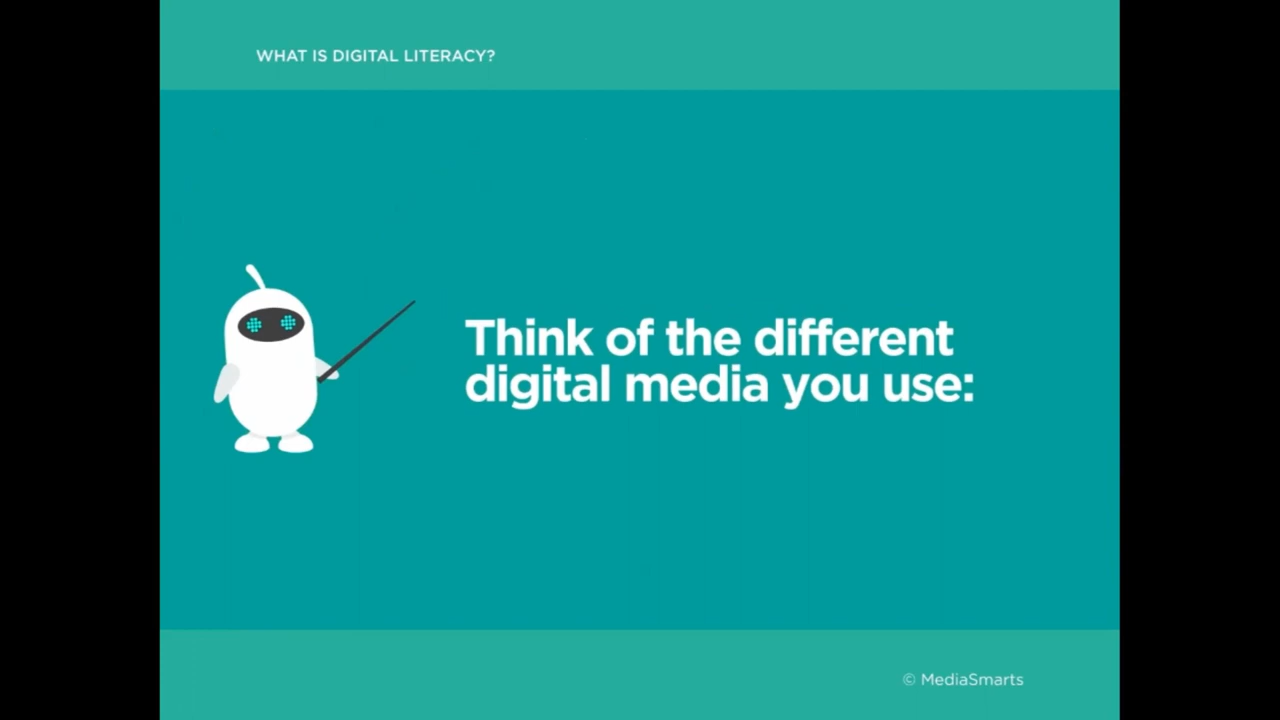 WHAT IS DIGITAL LITERACY?
Think of the different
digital media you use:
© MediaSmarts